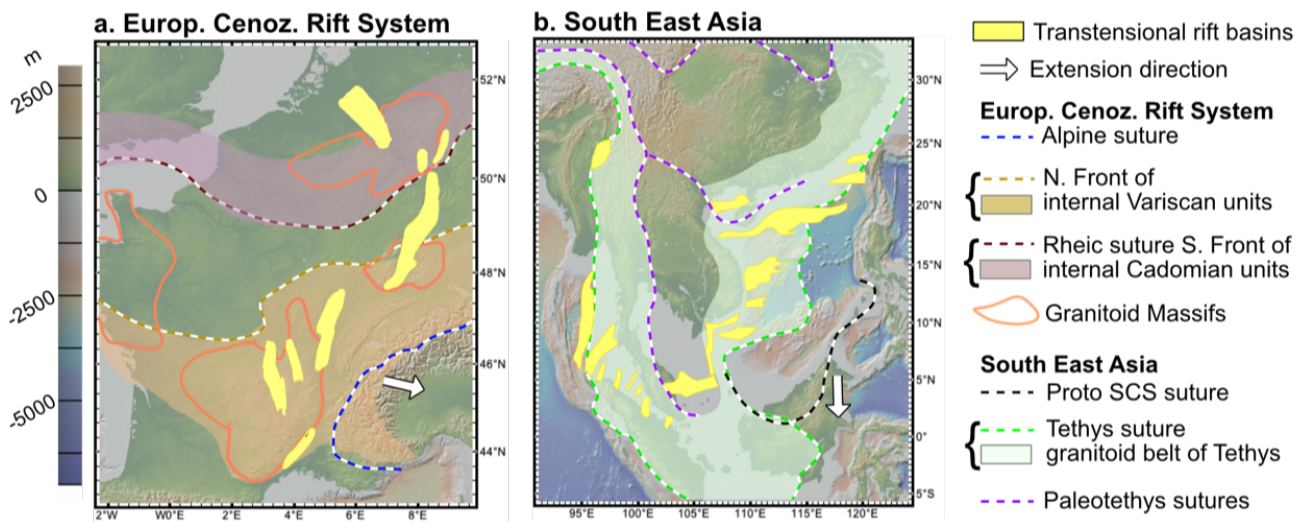 a. Europ. Cenoz. Rift System
b. South East Asia
m
2500
0
-2500
-5000
52°N
50°N
48°N
46°N
44°N
2°W
W0°E
2°E
4°E
6°E
8°E
30°N
25°N
20°N
15°N
10°N
5°N
0°
5°S
95°E
100°E
105°E
110°E
115°E
120°E
Transtensional rift basins
Extension direction
Europ. Cenoz. Rift System
Alpine suture
N. Front of
internal Variscan units
Rheic suture S. Front of
internal Cadomian units
Granitoid Massifs
South East Asia
Proto SCS suture
Tethys suture
granitoid belt of Tethys
Paleotethys sutures